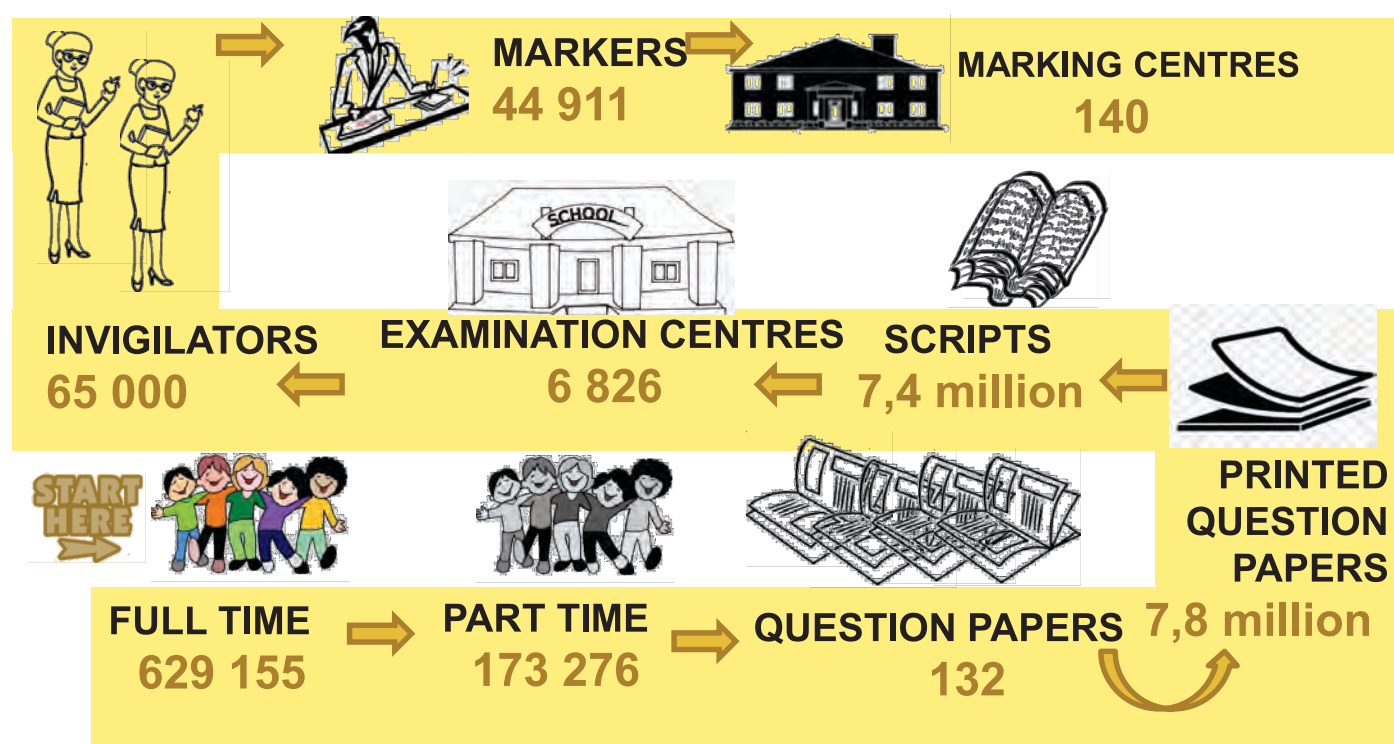 MARKERS
44 911
MARKING CENTRES
140
SCHOOL
INVIGILATORS
65 000
EXAMINATION CENTRES
6 826
SCRIPTS
7,4 million
START
HERE
FULL TIME
629 155
PART TIME
173 276
QUESTION PAPERS
132
PRINTED
QUESTION
PAPERS
7,8 million